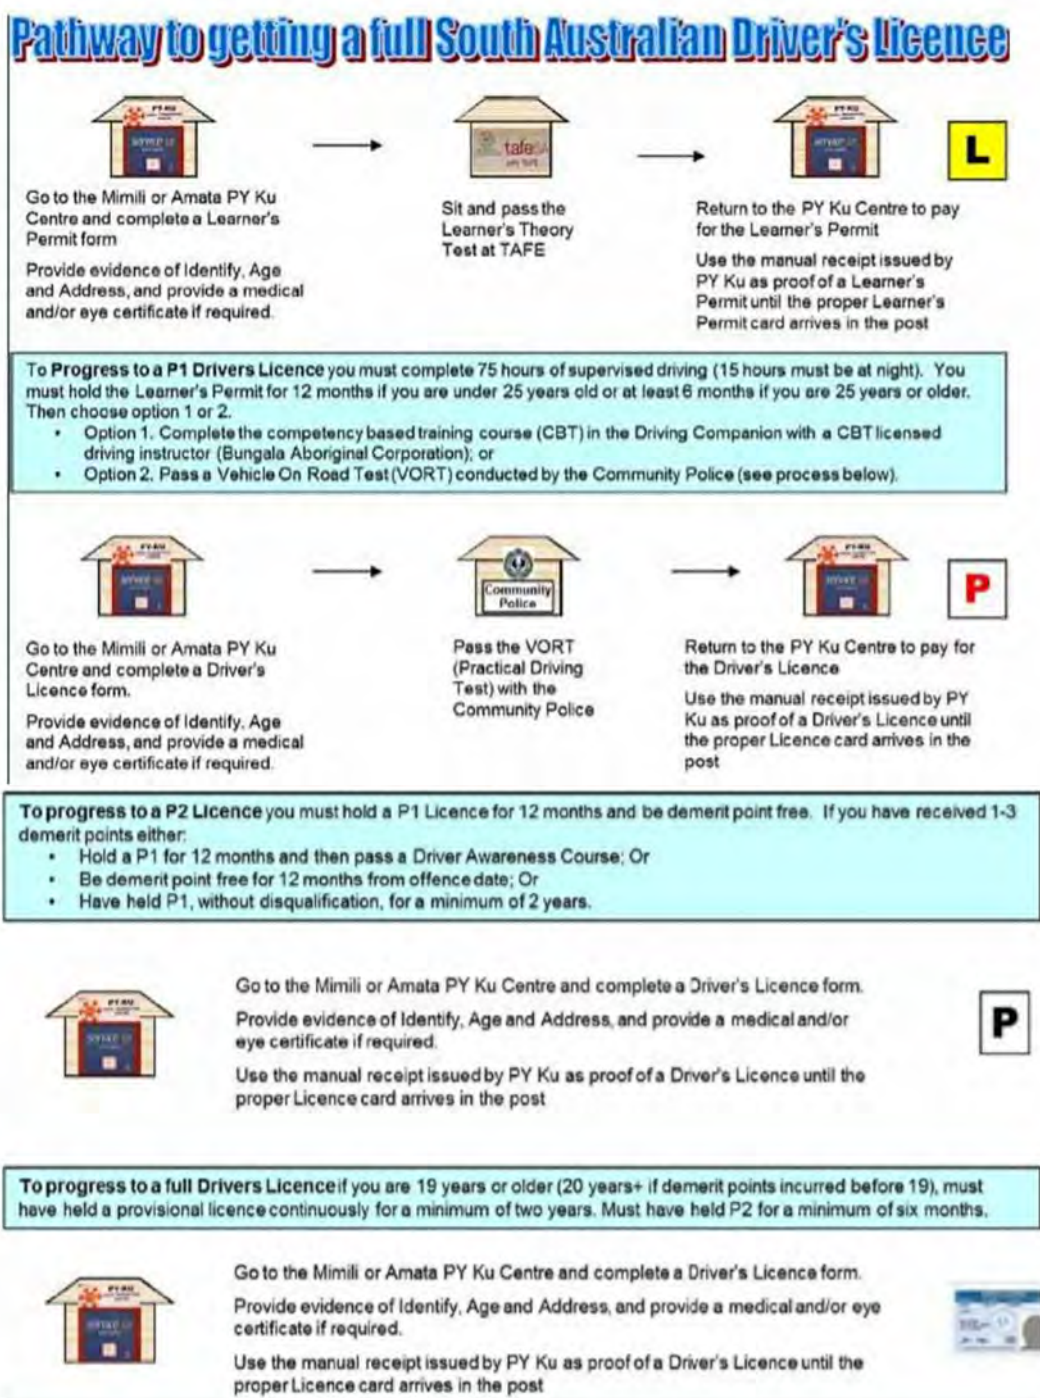 Pathway to getting a full South Australian Driver's Licence
PY KU
tafeSA
PY KU
L
Go to the Mimili or Amata PY Ku
Centre and complete a Learner's
Permit form
Provide evidence of Identify, Age
and Address, and provide a medical
and/or eye certificate if required.
Sit and pass the
Learner's Theory
Test at TAFE
Return to the PY Ku Centre to pay
for the Learner's Permit
Use the manual receipt issued by
PY Ku as proof of a Learner's
Permit until the proper Learner's
Permit card arrives in the post
To Progress to a P1 Drivers Licence you must complete 75 hours of supervised driving (15 hours must be at night). You
must hold the Learner's Permit for 12 months if you are under 25 years old or at least 6 months if you are 25 years or older.
Then choose option 1 or 2.
• Option 1. Complete the competency based training course (CBT) in the Driving Companion with a CBT licensed
driving instructor (Bungala Aboriginal Corporation); or
• Option 2. Pass a Vehicle On Road Test (VORT) conducted by the Community Police (see process below).
PY-KU
Community
Police
PY-KU
P
Go to the Mimili or Amata PY Ku
Centre and complete a Driver's
Licence form.
Provide evidence of Identify, Age
and Address, and provide a medical
and/or eye certificate if required.
Pass the VORT
(Practical Driving
Test) with the
Community Police
Return to the PY Ku Centre to pay for
the Driver's Licence
Use the manual receipt issued by PY
Ku as proof of a Driver's Licence until
the proper Licence card arrives in the
post
To progress to a P2 Licence you must hold a P1 Licence for 12 months and be demerit point free. If you have received 1-3
demerit points either:
• Hold a P1 for 12 months and then pass a Driver Awareness Course; Or
• Be demerit point free for 12 months from offence date; Or
• Have held P1, without disqualification, for a minimum of 2 years.
PY KU
Go to the Mimili or Amata PY Ku Centre and complete a Driver's Licence form.
Provide evidence of Identify, Age and Address, and provide a medical and/or
eye certificate if required.
Use the manual receipt issued by PY Ku as proof of a Driver's Licence until the
proper Licence card arrives in the post
P
To progress to a full Drivers Licence if you are 19 years or older (20 years+ if demerit points incurred before 19), must
have held a provisional licence continuously for a minimum of two years. Must have held P2 for a minimum of six months.
PY KU
Go to the Mimili or Amata PY Ku Centre and complete a Driver's Licence form.
Provide evidence of Identify, Age and Address, and provide a medical and/or eye
certificate if required.
Use the manual receipt issued by PY Ku as proof of a Driver's Licence until the
proper Licence card arrives in the post